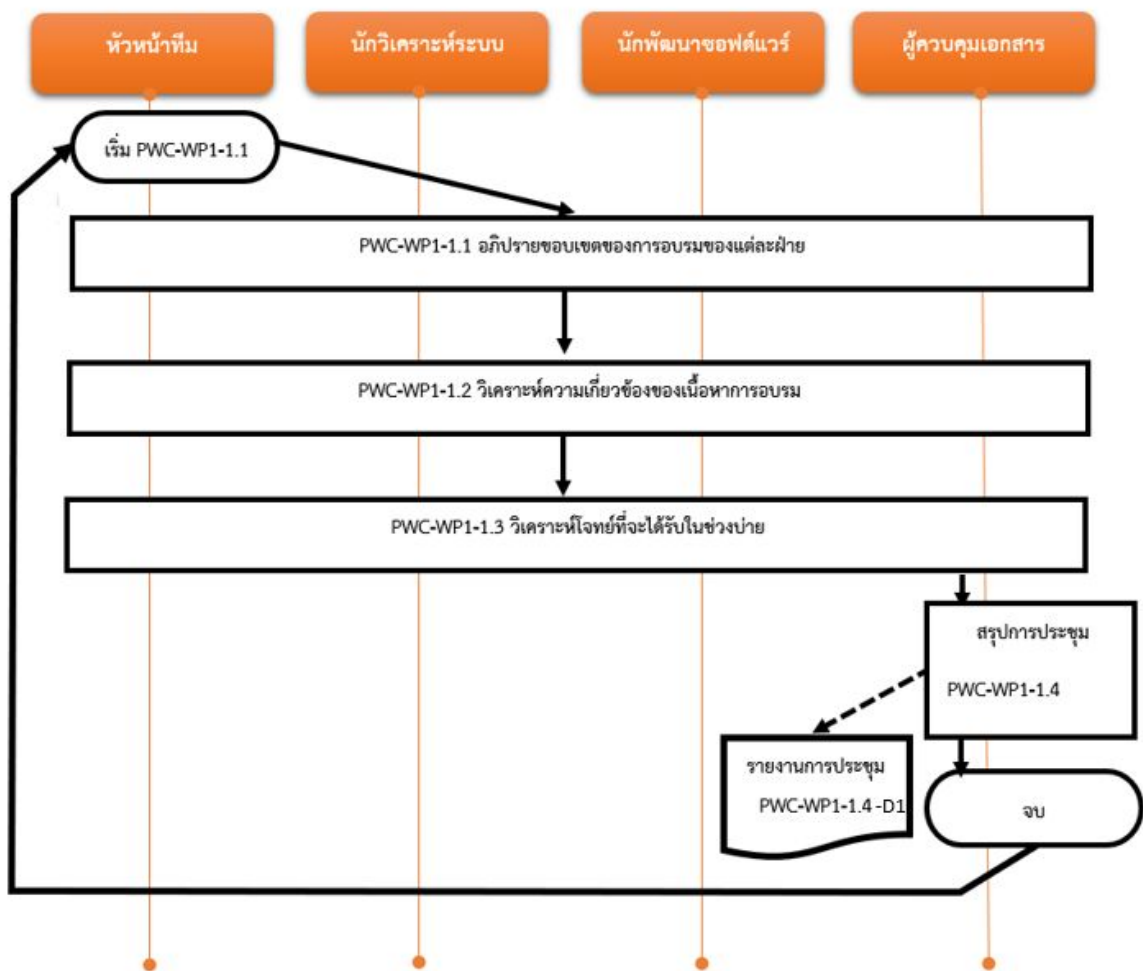 หัวหน้าทีม
นักวิเคราะห์ระบบ
นักพัฒนาซอฟต์แวร์
ผู้ควบคุมเอกสาร
เริ่ม PWC-WP1-1.1
PWC-WP1-1.1 อภิปรายขอบเขตของการอบรมของแต่ละฝ่าย
PWC-WP1-1.2 วิเคราะห์ความเกี่ยวข้องของเนื้อหาการอบรม
PWC-WP1-1.3 วิเคราะห์โจทย์ที่จะได้รับในช่วงบ่าย
สรุปการประชุม
PWC-WP1-1.4
รายงานการประชุม
PWC-WP1-1.4 -D1
จบ